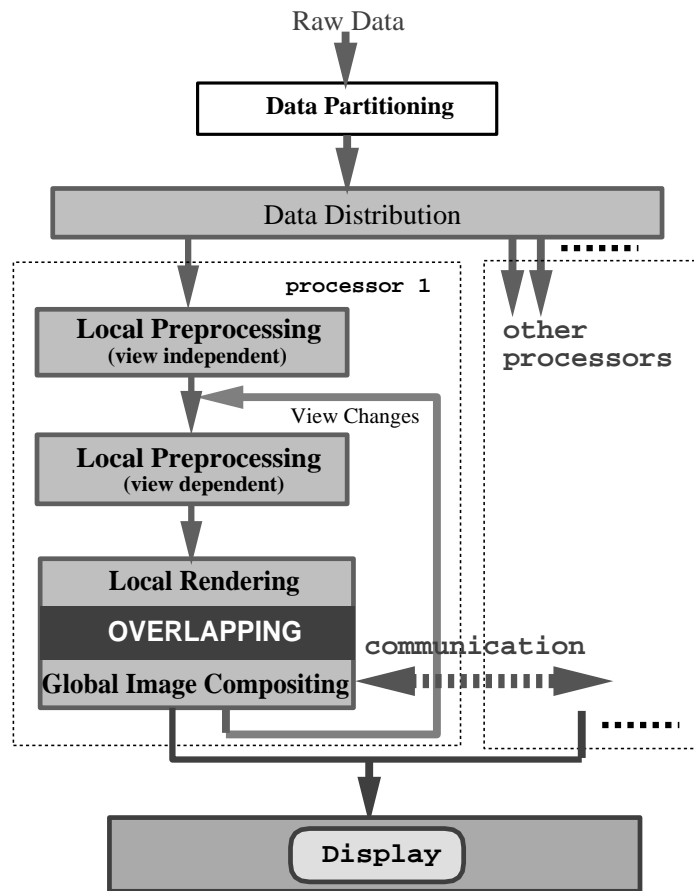 Raw Data
Data Partitioning
Data Distribution
processor 1
Local Preprocessing
(view independent)
other
processors
View Changes
Local Preprocessing
(view dependent)
Local Rendering
OVERLAPPING
communication
Global Image Compositing
Display